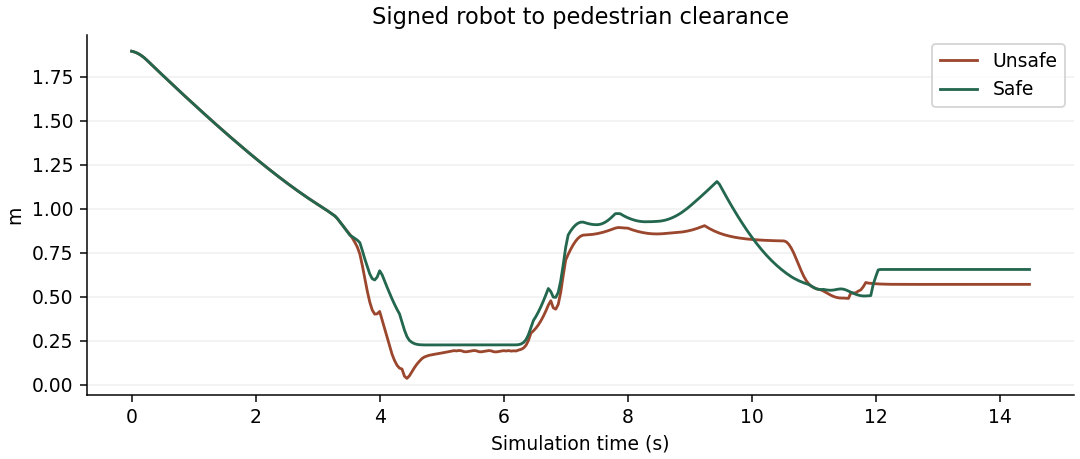 Signed robot to pedestrian clearance
Unsafe
Safe
1.75
1.50
1.25
1.00
0.75
0.50
0.25
0.00
m
0 2 4 6 8 10 12 14
Simulation time (s)